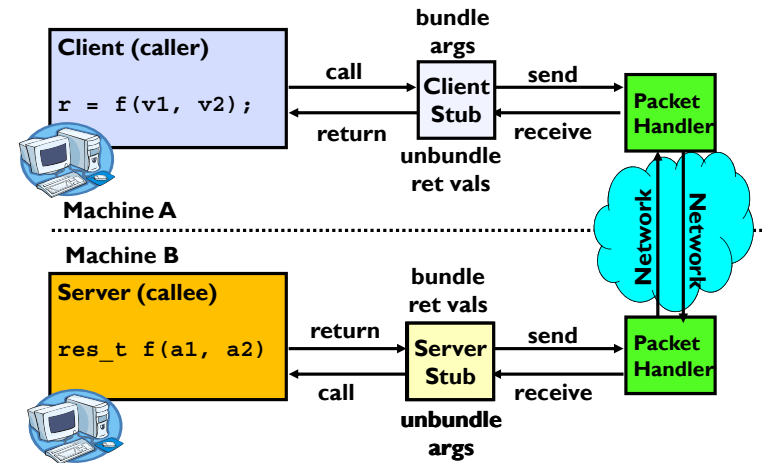 bundle
args
Client (caller)
r = f(v1, v2);
call
Client
Stub
send
Packet
Handler
return
receive
unbundle
ret vals
Machine A
Network
Network
Machine B
bundle
ret vals
Server (callee)
res_t f(a1, a2)
return
Server
Stub
send
Packet
Handler
call
receive
unbundle
args